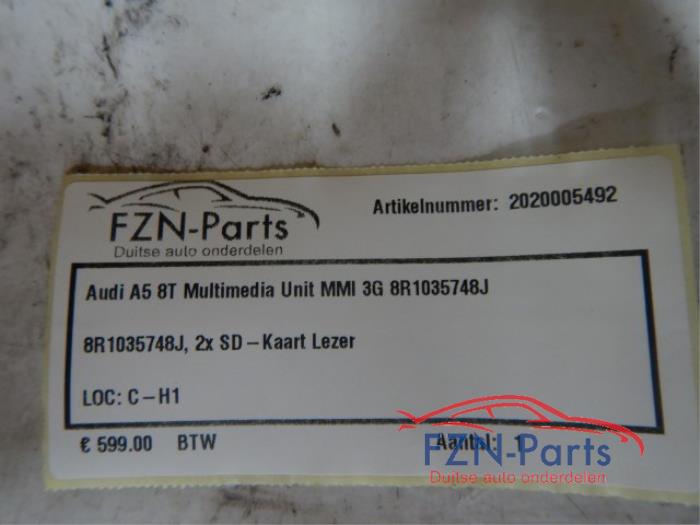 FZN-Parts
Duitse auto onderdelen
Artikelnummer: 2020005492
Audi A5 8T Multimedia Unit MMI 3G 8R1035748J
8R1035748J, 2x SD-Kaart Lezer
LOC: C-H1
€ 599.00 BTW
Aantal: 1
FZN-Parts
Duitse auto onderdelen